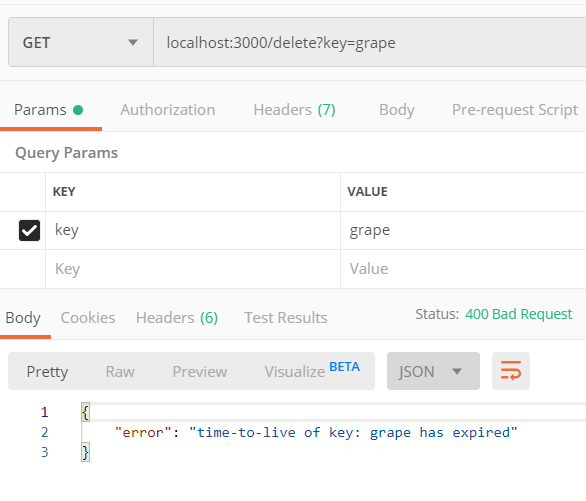 GET localhost:3000/delete?key=grape
Params Authorization Headers (7) Body Pre-request Script
Query Params
KEY VALUE
key grape
Key Value
Body Cookies Headers (6) Test Results Status: 400 Bad Request
Pretty Raw Preview Visualize BETA JSON
1 {
2 "error": "time-to-live of key: grape has expired"
3 }